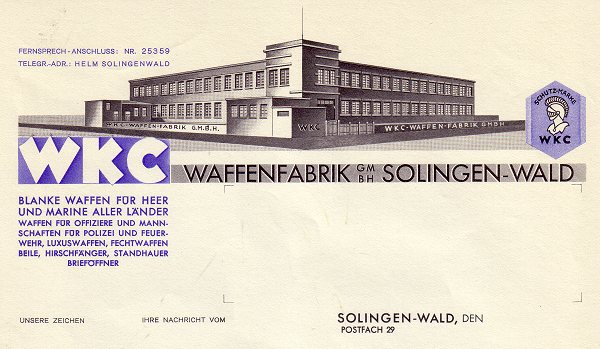 FERNSPRECH-ANSCHLUSS: NR. 25359
TELEGR.-ADR.: HELM SOLINGENWALD
WKC-WAFFEN-FABRIK G.M.B.H.
WKC
WKC-WAFFEN-FABRIK GMBH
SCHUTZ-MARKE
WKC
WKC WAFFENFABRIK GM BH SOLINGEN-WALD
BLANKE WAFFEN FÜR HEER
UND MARINE ALLER LÄNDER
WAFFEN FÜR OFFIZIERE UND MANN-
SCHAFTEN FÜR POLIZEI UND FEUER-
WEHR, LUXUSWAFFEN, FECHTWAFFEN
BEILE, HIRSCHFÄNGER, STANDHAUER
BRIEFÖFFNER
UNSERE ZEICHEN
IHRE NACHRICHT VOM
SOLINGEN-WALD, DEN
POSTFACH 29